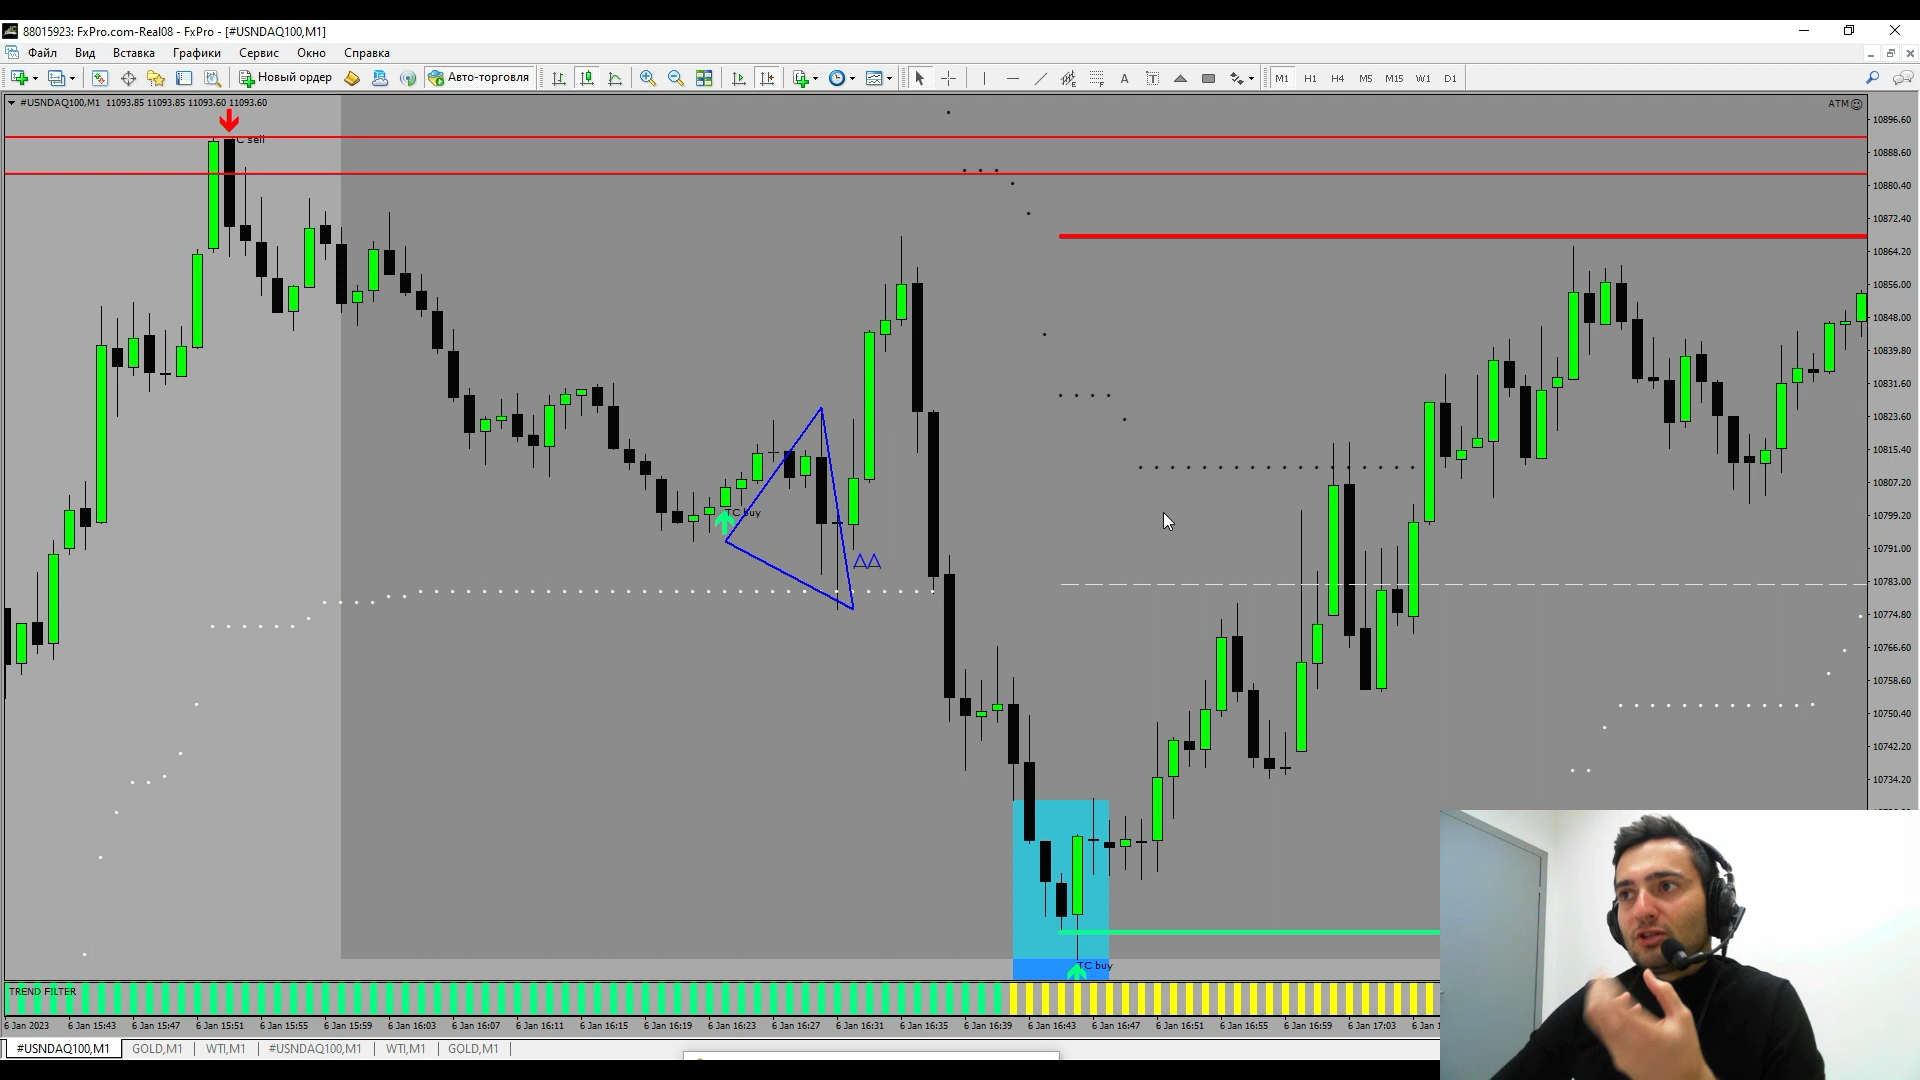 88015923: FxPro.com-Real08 - FxPro - [#USNDAQ100,M1]
Файл Вид Вставка Графики Сервис Окно Справка
Новый ордер Авто-торговля A T M1 H1 H4 M5 M15 W1 D1
#USNDAQ100,M1 11093.85 11093.85 11093.60 11093.60
ATM
10896.60
C sell
10888.60
10880.40
10872.40
10864.20
10856.00
10848.00
10839.80
10831.60
10823.60
10815.40
10807.20
TC buy
10799.20
10791.00
10783.00
10774.80
10766.60
10758.60
10750.40
10742.20
10734.20
TC buy
TREND FILTER
6 Jan 2023 6 Jan 15:43 6 Jan 15:47 6 Jan 15:51 6 Jan 15:55 6 Jan 15:59 6 Jan 16:03 6 Jan 16:07 6 Jan 16:11 6 Jan 16:15 6 Jan 16:19 6 Jan 16:23 6 Jan 16:27 6 Jan 16:31 6 Jan 16:35 6 Jan 16:39 6 Jan 16:43 6 Jan 16:47 6 Jan 16:51 6 Jan 16:55 6 Jan 16:59 6 Jan 17:03 6 Jan 1
#USNDAQ100,M1 GOLD,M1 WTI,M1 #USNDAQ100,M1 WTI,M1 GOLD,M1